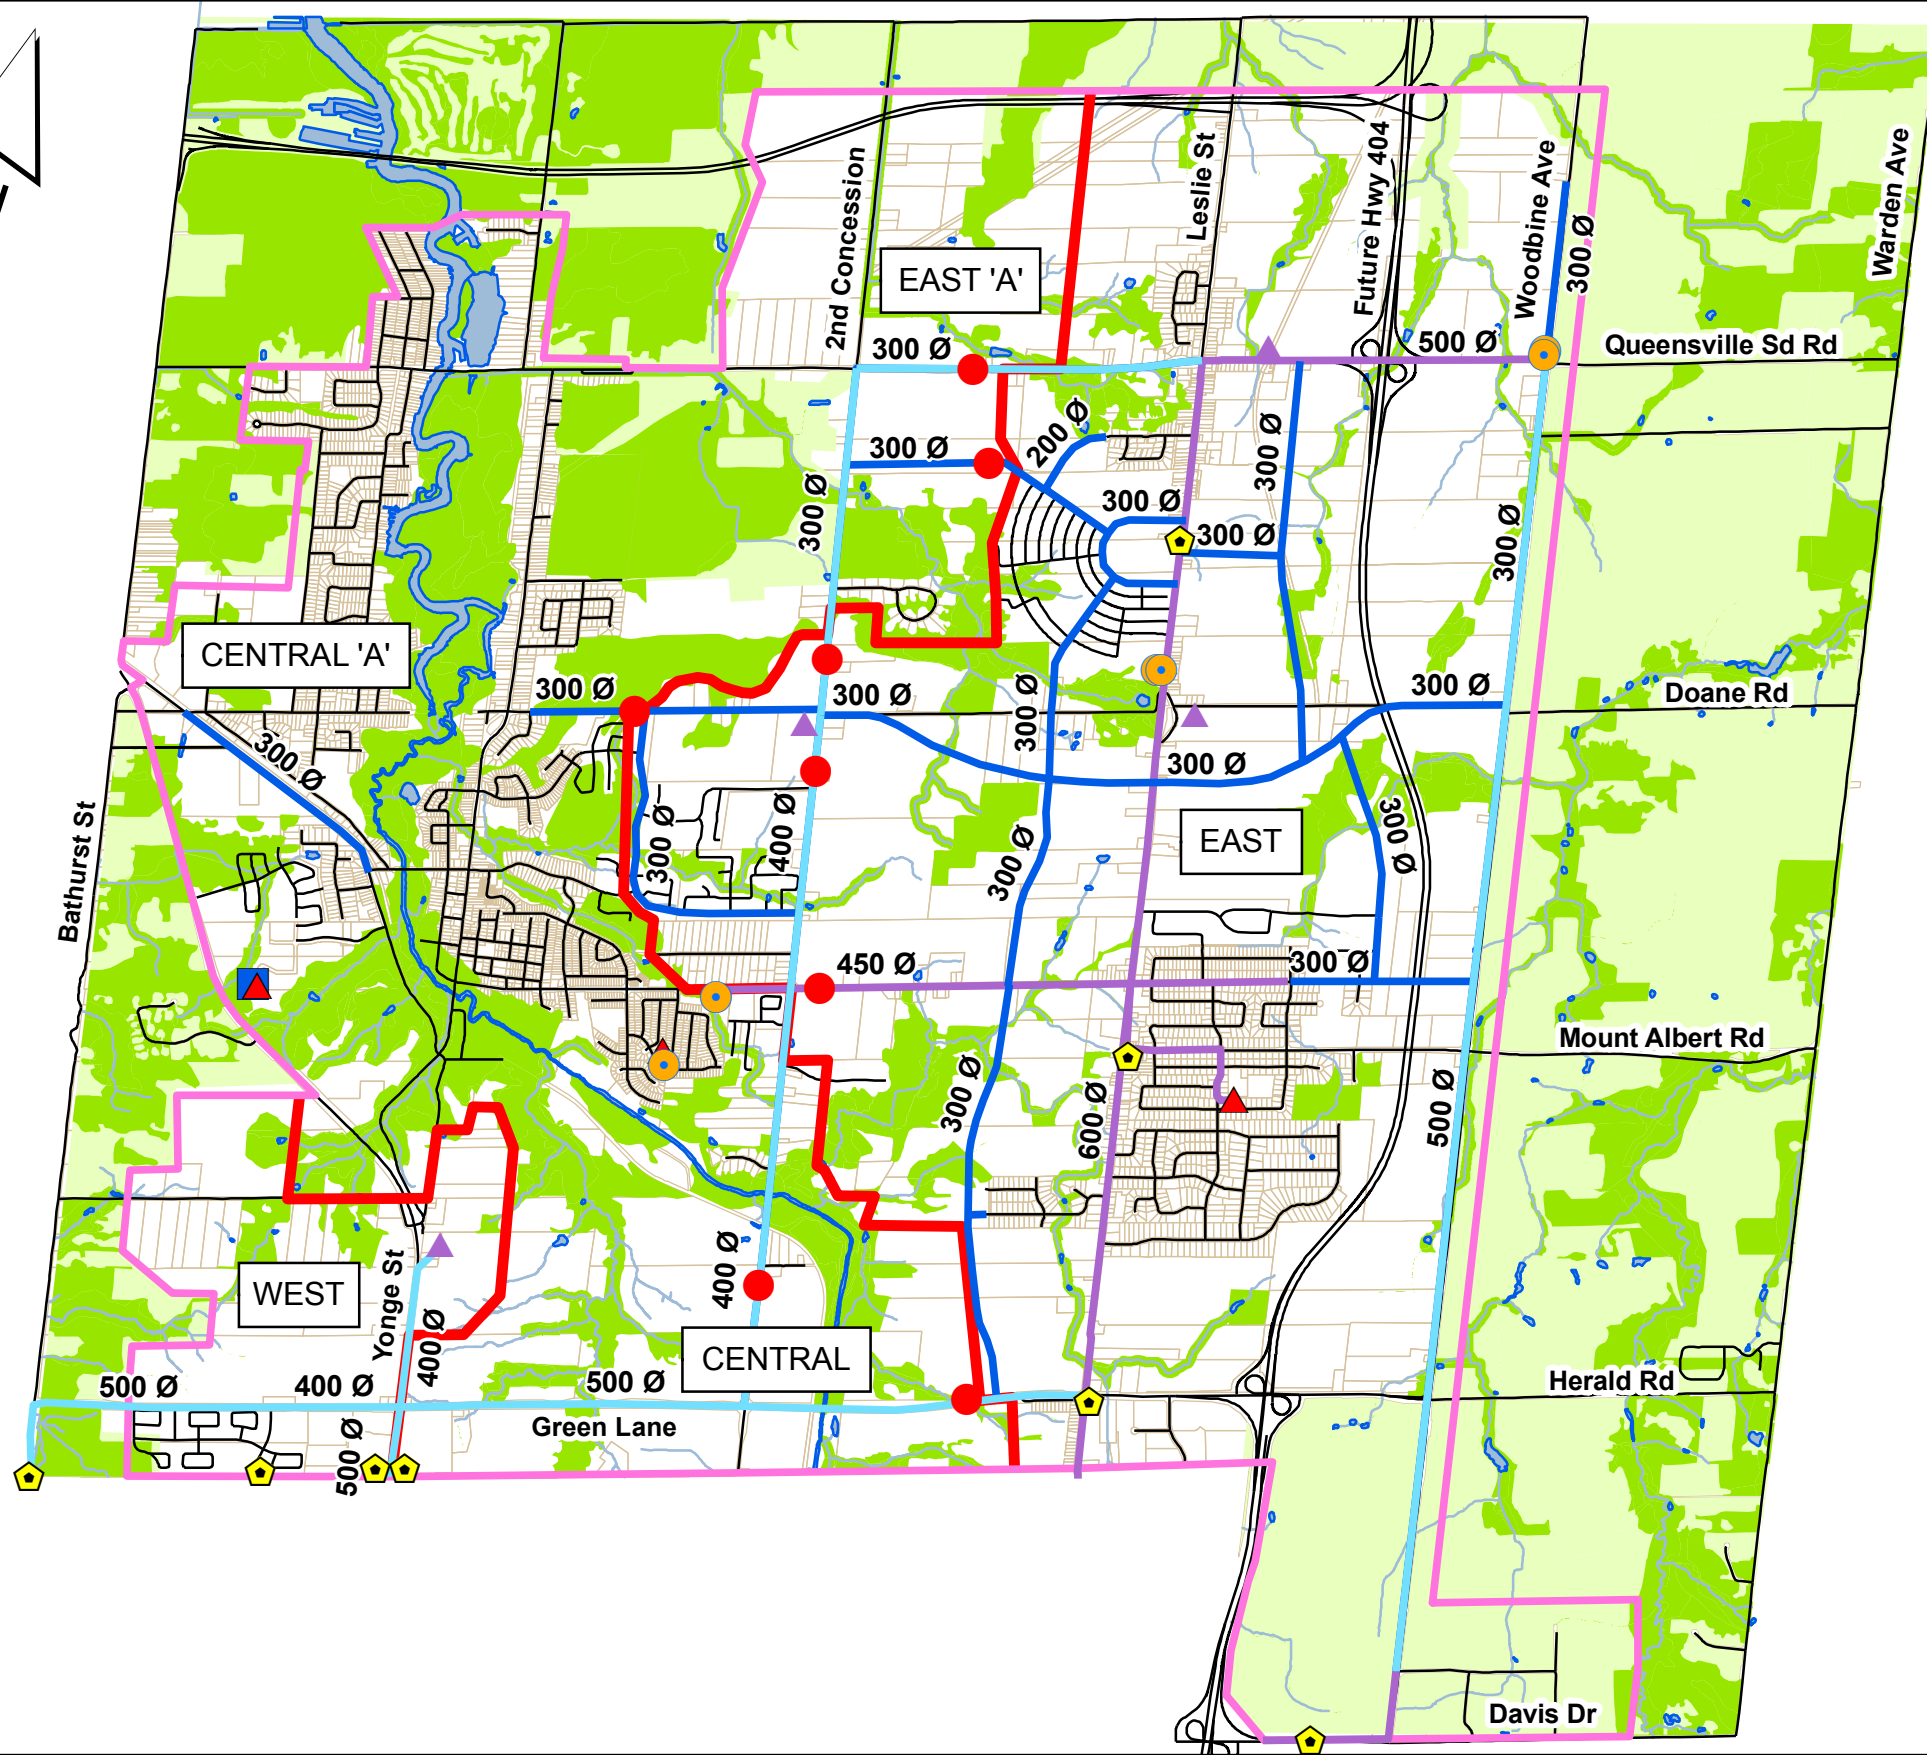 Leslie St
Future Hwy 404
Woodbine Ave
Warden Ave
2nd Concession
300 Ø
EAST 'A'
300 Ø
500 Ø
Queensville Sd Rd
200 Ø
300 Ø
300 Ø
300 Ø
300 Ø
300 Ø
300 Ø
CENTRAL 'A'
300 Ø
300 Ø
300 Ø
300 Ø
Doane Rd
300 Ø
300 Ø
400 Ø
300 Ø
EAST
300 Ø
300 Ø
Bathurst St
450 Ø
300 Ø
Mount Albert Rd
300 Ø
600 Ø
500 Ø
WEST
Yonge St
400 Ø
400 Ø
CENTRAL
500 Ø
400 Ø
500 Ø
Herald Rd
Green Lane
500 Ø
Davis Dr